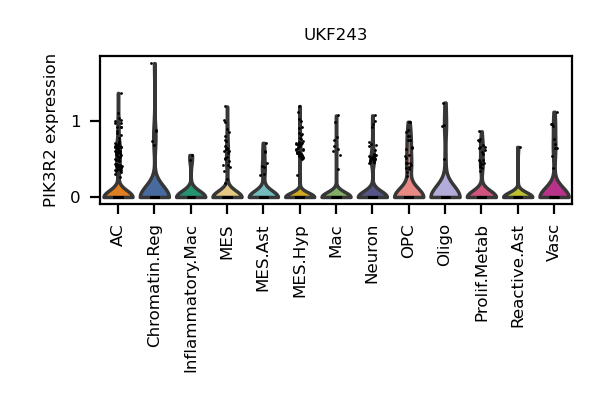 UKF243
PIK3R2 expression
1
0
AC
Chromatin.Reg
Inflammatory.Mac
MES
MES.Ast
MES.Hyp
Mac
Neuron
OPC
Oligo
Prolif.Metab
Reactive.Ast
Vasc